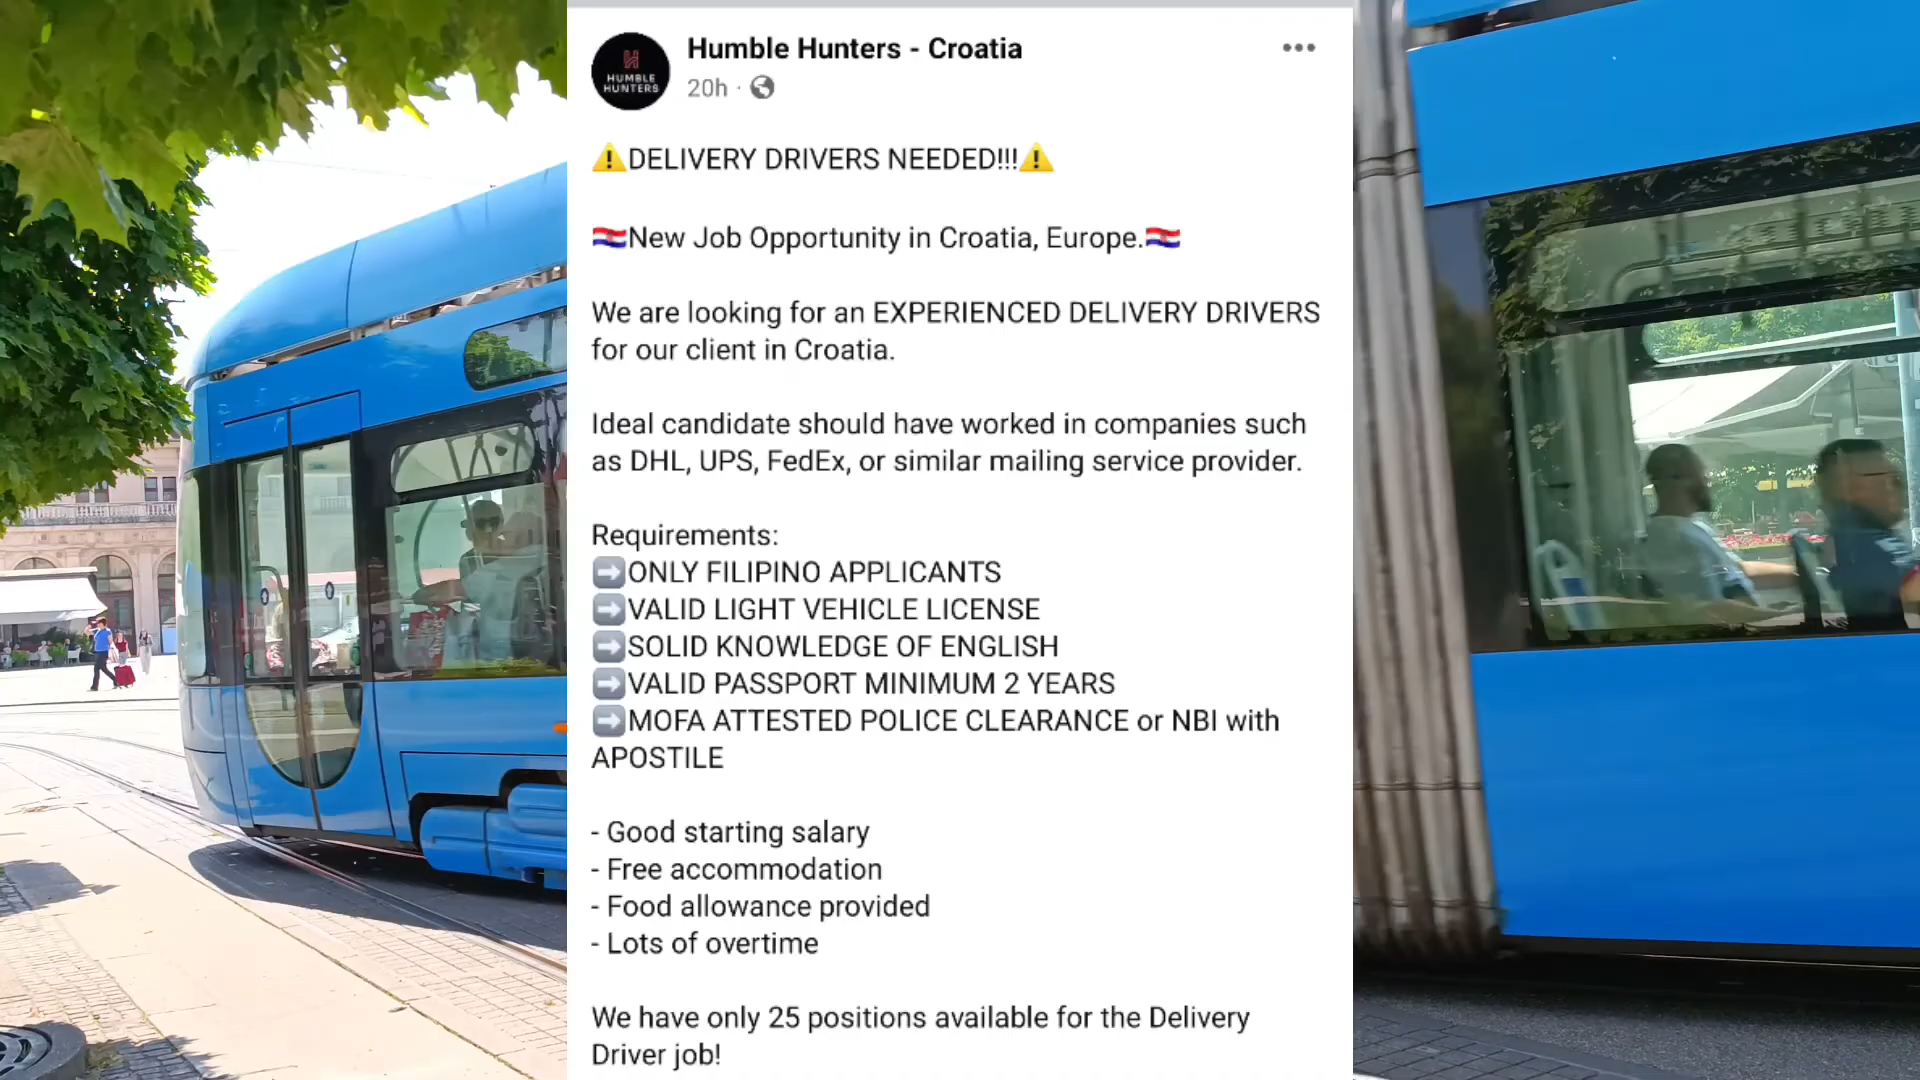 Humble Hunters - Croatia
HUMBLE
HUNTERS
20h ·
⚠️DELIVERY DRIVERS NEEDED!!!⚠️
🇭🇷New Job Opportunity in Croatia, Europe.🇭🇷
We are looking for an EXPERIENCED DELIVERY DRIVERS
for our client in Croatia.
Ideal candidate should have worked in companies such
as DHL, UPS, FedEx, or similar mailing service provider.
Requirements:
➡️ONLY FILIPINO APPLICANTS
➡️VALID LIGHT VEHICLE LICENSE
➡️SOLID KNOWLEDGE OF ENGLISH
➡️VALID PASSPORT MINIMUM 2 YEARS
➡️MOFA ATTESTED POLICE CLEARANCE or NBI with
APOSTILE
- Good starting salary
- Free accommodation
- Food allowance provided
- Lots of overtime
We have only 25 positions available for the Delivery
Driver job!